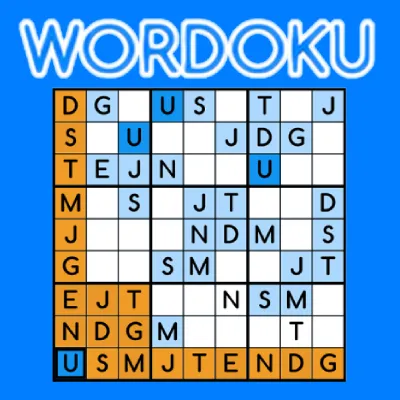 WORDOKU
D G U S T J
S U J D G
T E J N U
M S J T D
J N D M S
G S M J T
E J T N S M
N D G M T
U S M J T E N D G